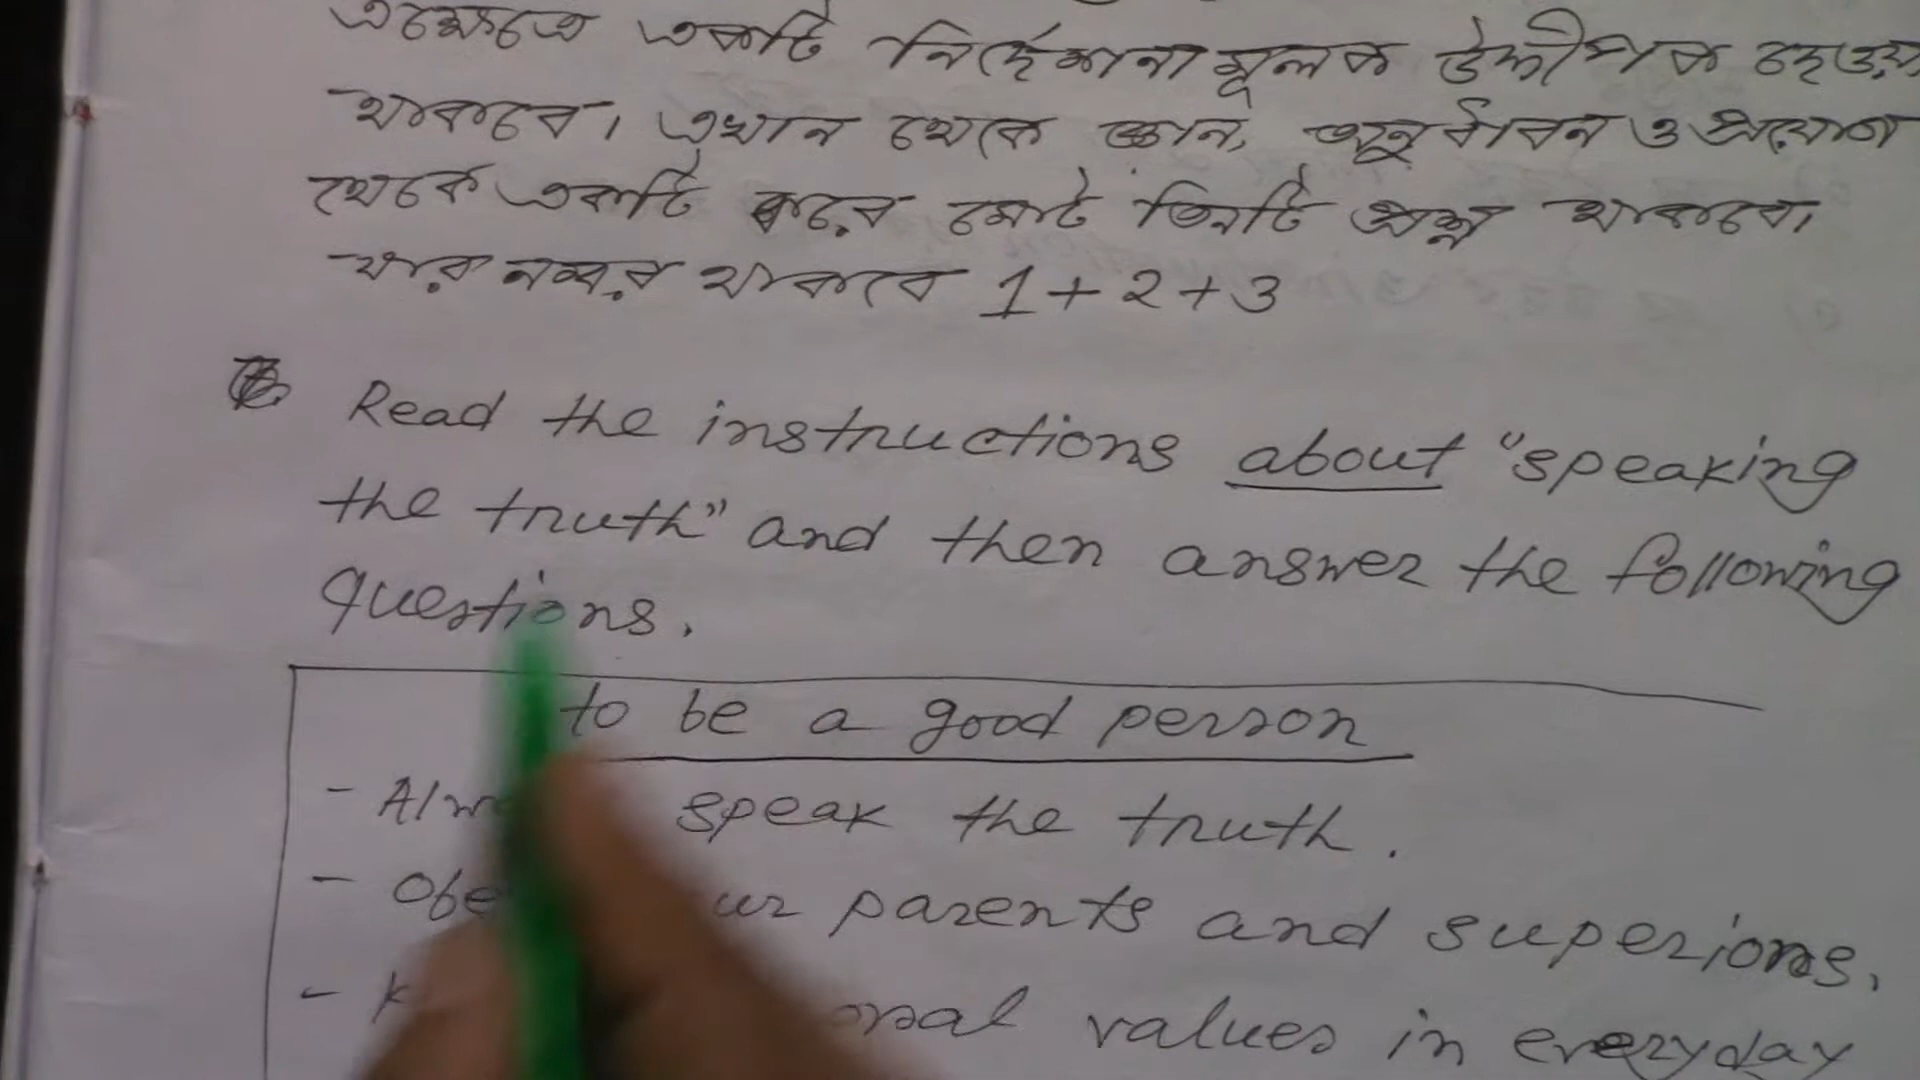 এক্ষেত্রে একটি নির্দেশনামূলক উদ্দীপক দেওয়া
থাকবে। এখান থেকে জ্ঞান, অনুধাবন ও প্রয়োগ
থেকে একটি করে মোট তিনটি প্রশ্ন থাকবে।
যার নম্বর থাকবে 1+2+3
Read the instructions about "speaking
the truth" and then answer the following
questions.
to be a good person
- speak the truth.
- parents and superiors.
- values in everyday